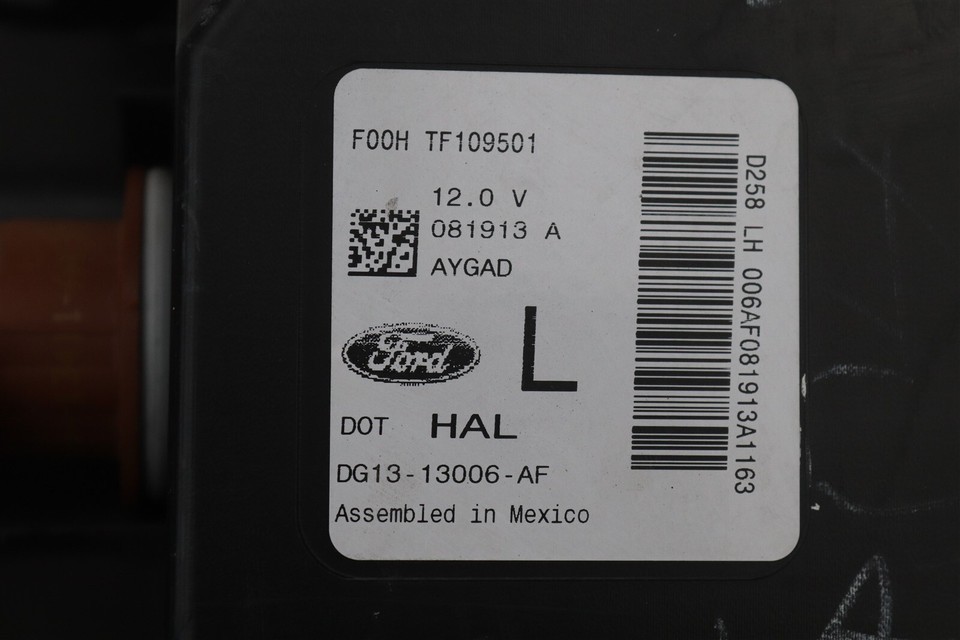 F00H TF109501
12.0 V
081913 A
AYGAD
Ford
L
DOT HAL
DG13-13006-AF
Assembled in Mexico
D258 LH 006AF081913A1163